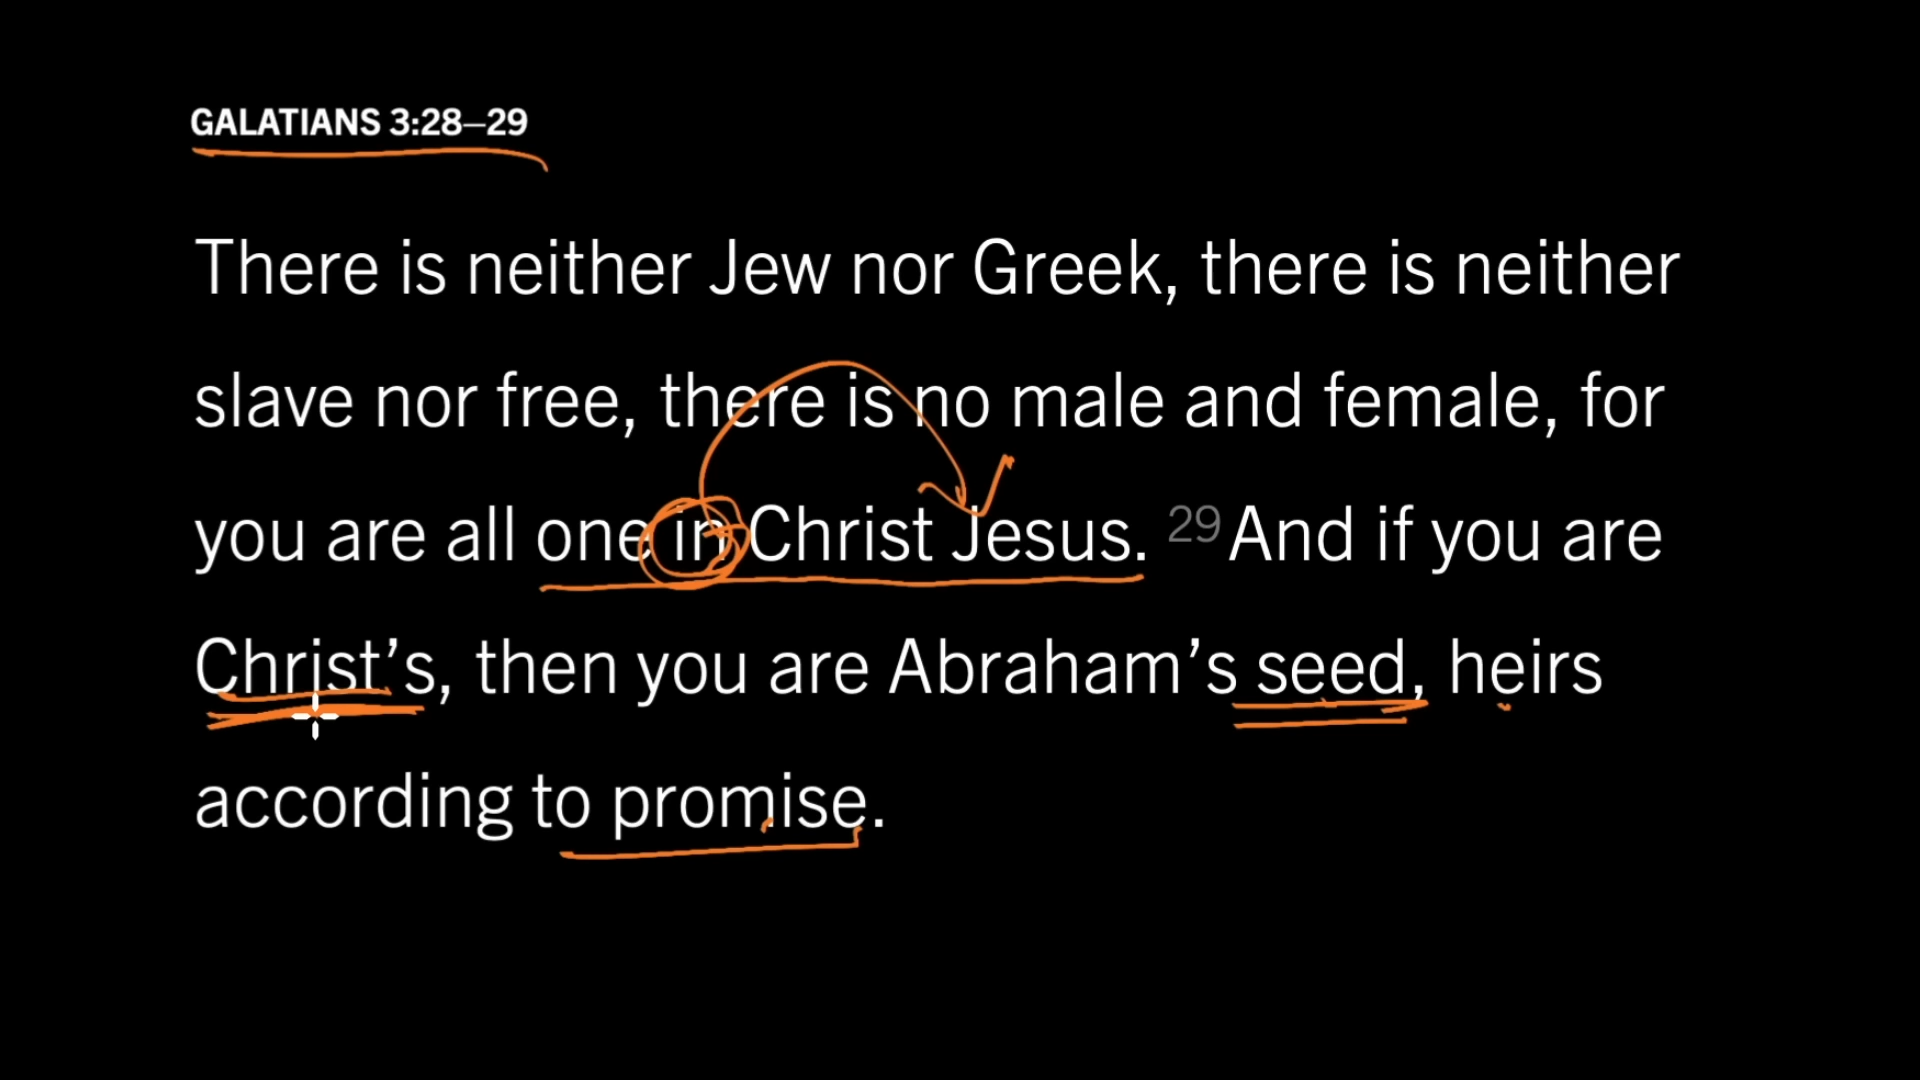 GALATIANS 3:28–29
There is neither Jew nor Greek, there is neither
slave nor free, there is no male and female, for
you are all one in Christ Jesus. 29 And if you are
Christ’s, then you are Abraham’s seed, heirs
according to promise.